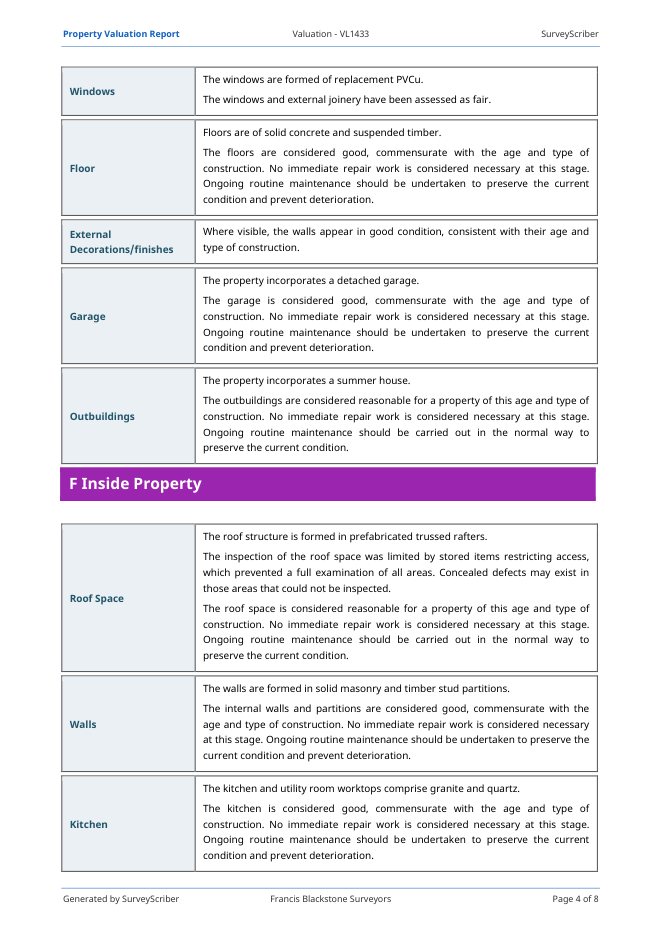 Property Valuation Report
Valuation - VL1433
SurveyScriber
Windows
The windows are formed of replacement PVCu.
The windows and external joinery have been assessed as fair.
Floor
Floors are of solid concrete and suspended timber.
The floors are considered good, commensurate with the age and type of
construction. No immediate repair work is considered necessary at this stage.
Ongoing routine maintenance should be undertaken to preserve the current
condition and prevent deterioration.
External
Decorations/finishes
Where visible, the walls appear in good condition, consistent with their age and
type of construction.
Garage
The property incorporates a detached garage.
The garage is considered good, commensurate with the age and type of
construction. No immediate repair work is considered necessary at this stage.
Ongoing routine maintenance should be undertaken to preserve the current
condition and prevent deterioration.
Outbuildings
The property incorporates a summer house.
The outbuildings are considered reasonable for a property of this age and type of
construction. No immediate repair work is considered necessary at this stage.
Ongoing routine maintenance should be carried out in the normal way to
preserve the current condition.
F Inside Property
Roof Space
The roof structure is formed in prefabricated trussed rafters.
The inspection of the roof space was limited by stored items restricting access,
which prevented a full examination of all areas. Concealed defects may exist in
those areas that could not be inspected.
The roof space is considered reasonable for a property of this age and type of
construction. No immediate repair work is considered necessary at this stage.
Ongoing routine maintenance should be carried out in the normal way to
preserve the current condition.
Walls
The walls are formed in solid masonry and timber stud partitions.
The internal walls and partitions are considered good, commensurate with the
age and type of construction. No immediate repair work is considered necessary
at this stage. Ongoing routine maintenance should be undertaken to preserve the
current condition and prevent deterioration.
Kitchen
The kitchen and utility room worktops comprise granite and quartz.
The kitchen is considered good, commensurate with the age and type of
construction. No immediate repair work is considered necessary at this stage.
Ongoing routine maintenance should be undertaken to preserve the current
condition and prevent deterioration.
Generated by SurveyScriber
Francis Blackstone Surveyors
Page 4 of 8